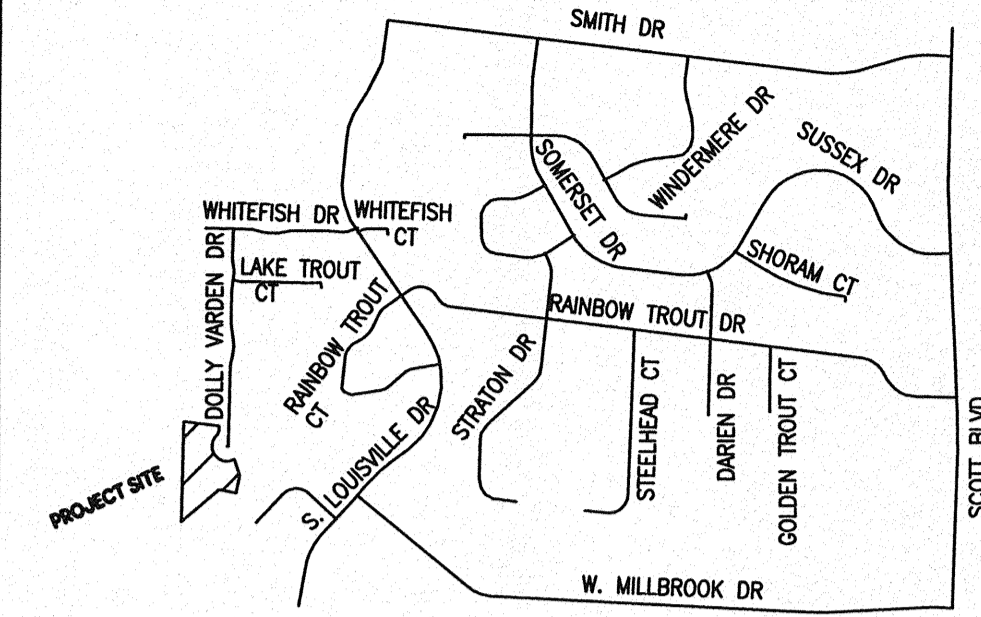 SMITH DR
WINDERMERE DR
SUSSEX DR
SOMERSET DR
WHITEFISH DR
WHITEFISH
CT
SHORAM CT
LAKE TROUT
CT
DOLLY VARDEN DR
RAINBOW TROUT
CT
RAINBOW TROUT DR
STRATON DR
STEELHEAD CT
DARIEN DR
GOLDEN TROUT CT
SCOTT BLVD
S. LOUISVILLE DR
PROJECT SITE
W. MILLBROOK DR